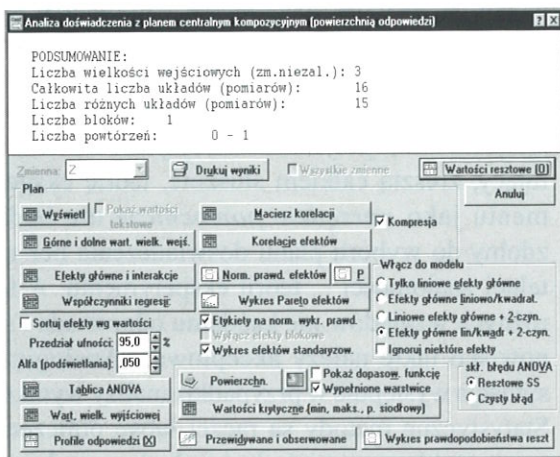 Analiza doświadczenia z planem centralnym kompozycyjnym (powierzchnią odpowiedzi)
PODSUMOWANIE:
Liczba wielkości wejściowych (zm.niezal.): 3
Całkowita liczba układów (pomiarów): 16
Liczba różnych układów (pomiarów): 15
Liczba bloków: 1
Liczba powtórzeń: 0 - 1
Zmienna: Z Drukuj wyniki Wszystkie zmienne Wartości resztowe (O)
Anuluj
Plan
Wyświetl Pokaż wartości tekstowe Macierz korelacji Kompresja
Górne i dolne wart. wielk. wejś. Korelacje efektów
Efekty główne i interakcje Norm. prawd. efektów P
Współczynniki regresji Wykres Pareto efektów
Sortuj efekty wg wartości
Przedział ufności: 95,0 %
Alfa (podświetlania): ,050
Etykiety na norm. wykr. prawd.
Wyłącz efekty blokowe
Wykres efektów standaryzow.
Włącz do modelu
Tylko liniowe efekty główne
Efekty główne liniowo/kwadrat.
Liniowe efekty główne + 2-czyn.
Efekty główne lin/kwadr + 2-czyn.
Ignoruj niektóre efekty
Tablica ANOVA
Wart. wielk. wyjściowej
Profile odpowiedzi (X)
Powierzchn. Pokaż dopasow. funkcję
Wypełnione warstwice
Wartości krytyczne (min, maks., p. siodłowy)
skł. błędu ANOVA
Resztowe SS
Czysty błąd
Przewidywane i obserwowane Wykres prawdopodobieństwa reszt